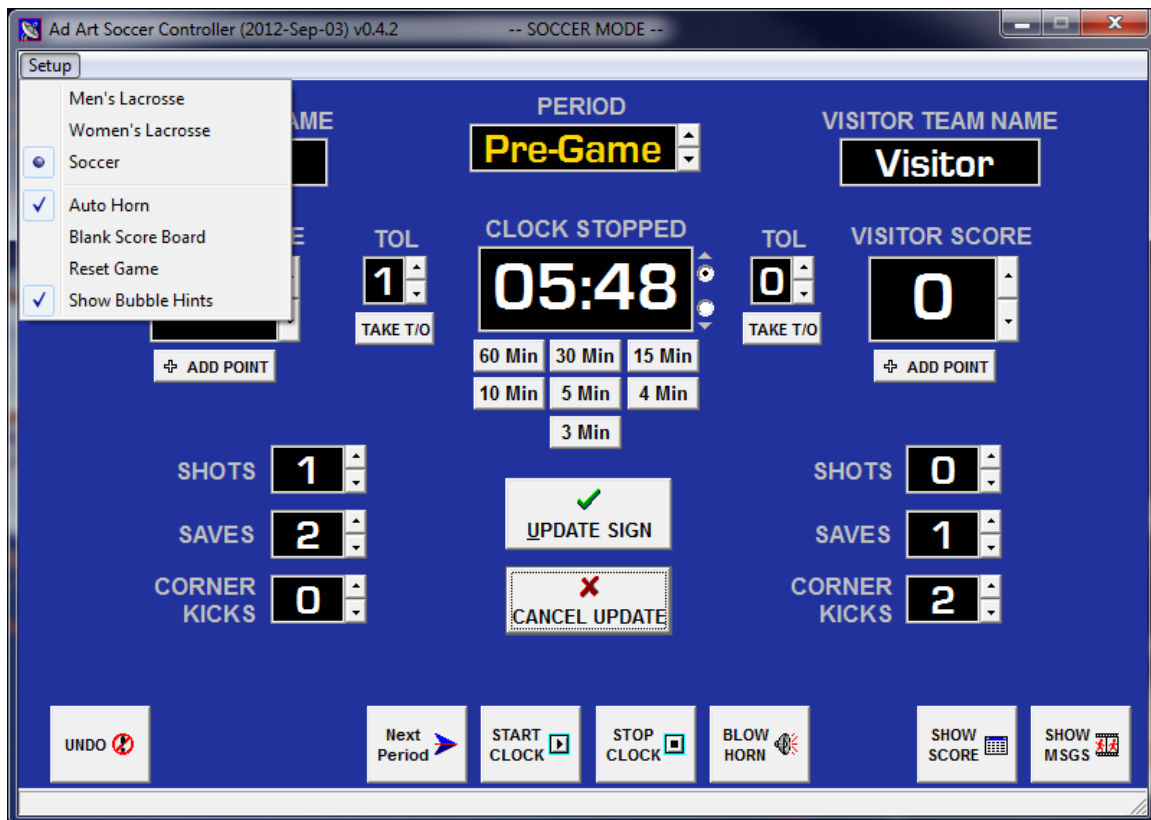 Ad Art Soccer Controller (2012-Sep-03) v0.4.2 -- SOCCER MODE --
Setup
Men's Lacrosse
Women's Lacrosse
Soccer
Auto Horn
Blank Score Board
Reset Game
Show Bubble Hints
PERIOD
Pre-Game
VISITOR TEAM NAME
Visitor
TOL
1
TAKE T/O
ADD POINT
CLOCK STOPPED
05:48
60 Min 30 Min 15 Min
10 Min 5 Min 4 Min
3 Min
TOL
0
TAKE T/O
VISITOR SCORE
0
ADD POINT
SHOTS 1
SAVES 2
CORNER
KICKS 0
UPDATE SIGN
CANCEL UPDATE
SHOTS 0
SAVES 1
CORNER
KICKS 2
UNDO
Next
Period
START
CLOCK
STOP
CLOCK
BLOW
HORN
SHOW
SCORE
SHOW
MSGS